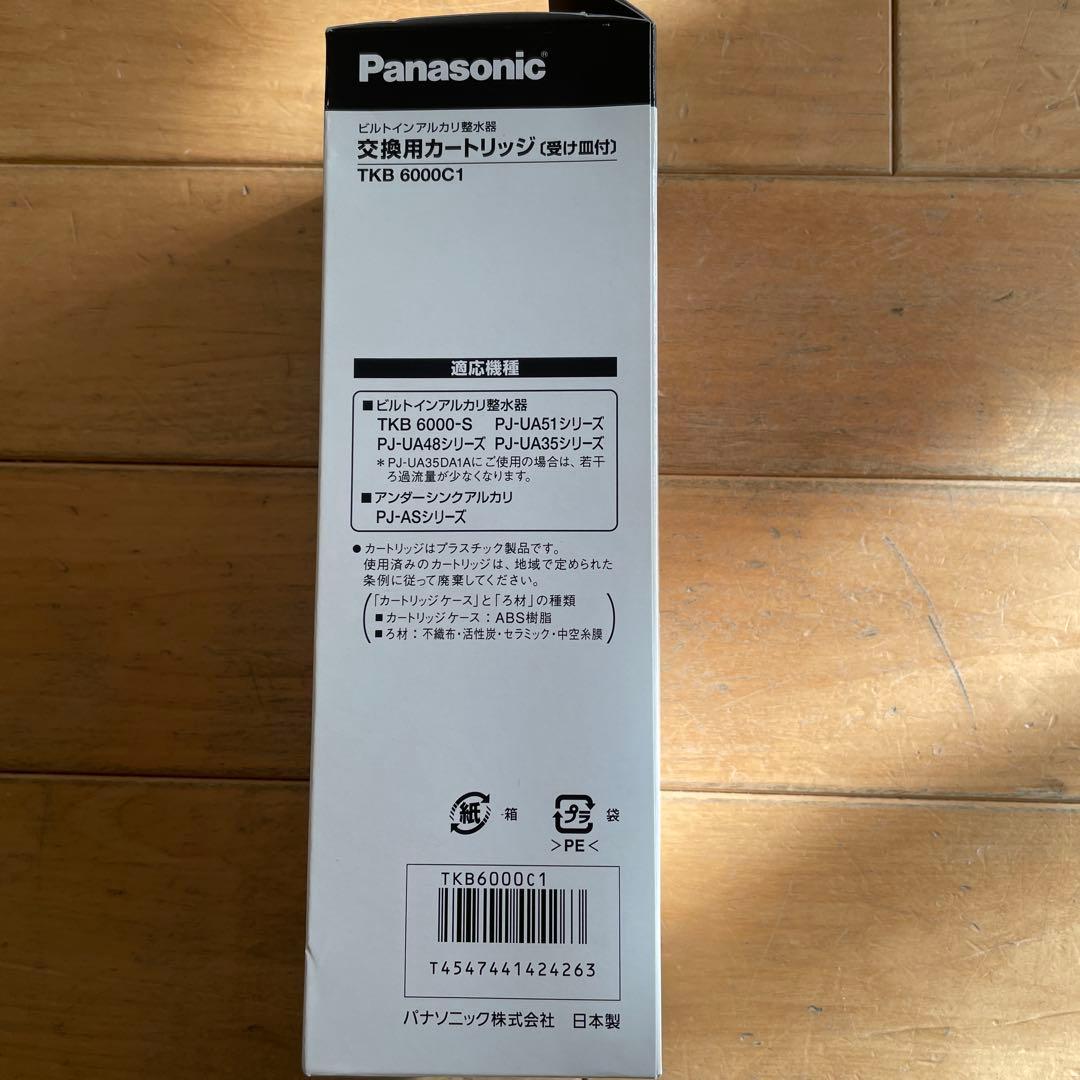 Panasonic®
ビルトインアルカリ整水器
交換用カートリッジ〔受け皿付〕
TKB 6000C1
適応機種
■ ビルトインアルカリ整水器
TKB 6000-S PJ-UA51シリーズ
PJ-UA48シリーズ PJ-UA35シリーズ
＊PJ-UA35DA1Aにご使用の場合は、若干
ろ過流量が少なくなります。
■ アンダーシンクアルカリ
PJ-ASシリーズ
● カートリッジはプラスチック製品です。
使用済みのカートリッジは、地域で定められた
条例に従って廃棄してください。
「カートリッジケース」と「ろ材」の種類
■ カートリッジケース：ABS樹脂
■ ろ材：不織布・活性炭・セラミック・中空糸膜
紙 箱 プラ 袋
＞PE＜
TKB6000C1
T4547441424263
パナソニック株式会社 日本製